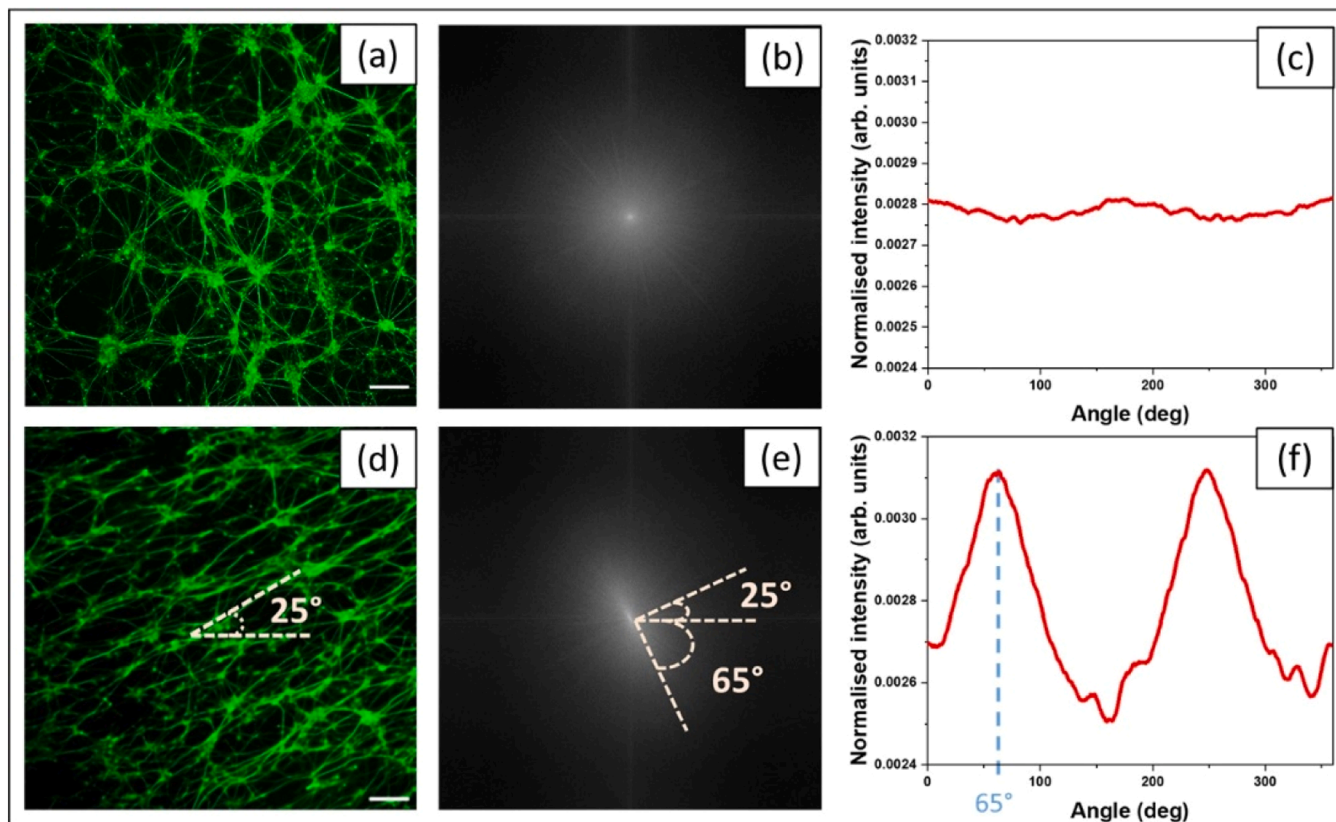 (a)
(b)
(c)
Normalised intensity (arb. units)
0.0032
0.0031
0.0030
0.0029
0.0028
0.0027
0.0026
0.0025
0.0024
0
100
200
300
Angle (deg)
(d)
25°
(e)
25°
65°
(f)
Normalised intensity (arb. units)
0.0032
0.0030
0.0028
0.0026
0.0024
0
100
200
300
65°
Angle (deg)